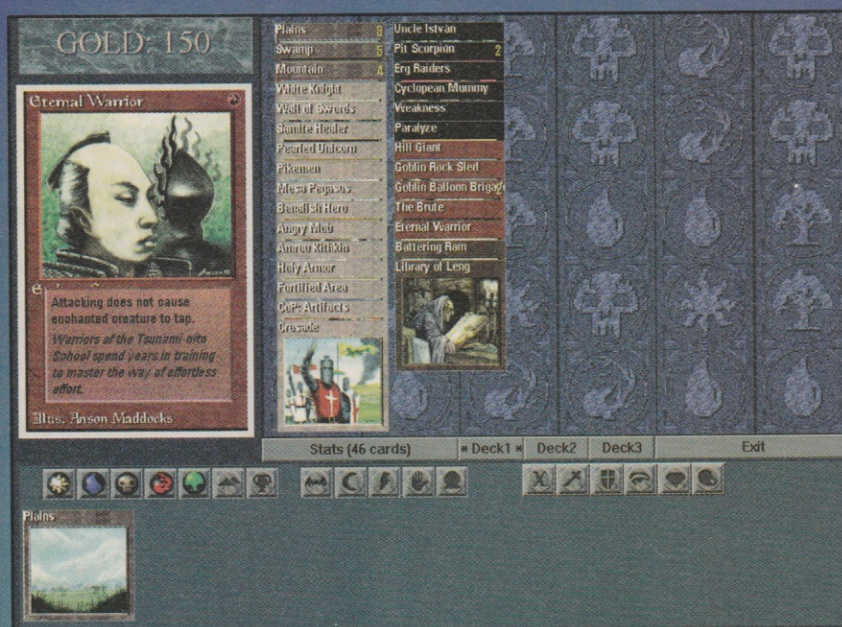 GOLD: 150
Eternal Warrior
Attacking does not cause
enchanted creature to tap.
Warriors of the Tsunami-nito
School spend years in training
to master the way of effortless
effort.
Illus: Anson Maddocks
Plains 9
Swamp 5
Mountain 4
White Knight
Wall of Swords
Samite Healer
Pearled Unicorn
Pikemen
Mesa Pegasus
Benalish Hero
Angry Mob
Amrou Kithkin
Holy Armor
Fortified Area
CoP: Artifacts
Crusade
Uncle Istvan
Pit Scorpion 2
Erg Raiders
Cyclopean Mummy
Weakness
Paralyze
Hill Giant
Goblin Rock Sled
Goblin Balloon Brigade 2
The Brute
Eternal Warrior
Battering Ram
Library of Leng
Stats (46 cards)
* Deck1 *
Deck2
Deck3
Exit
Plains